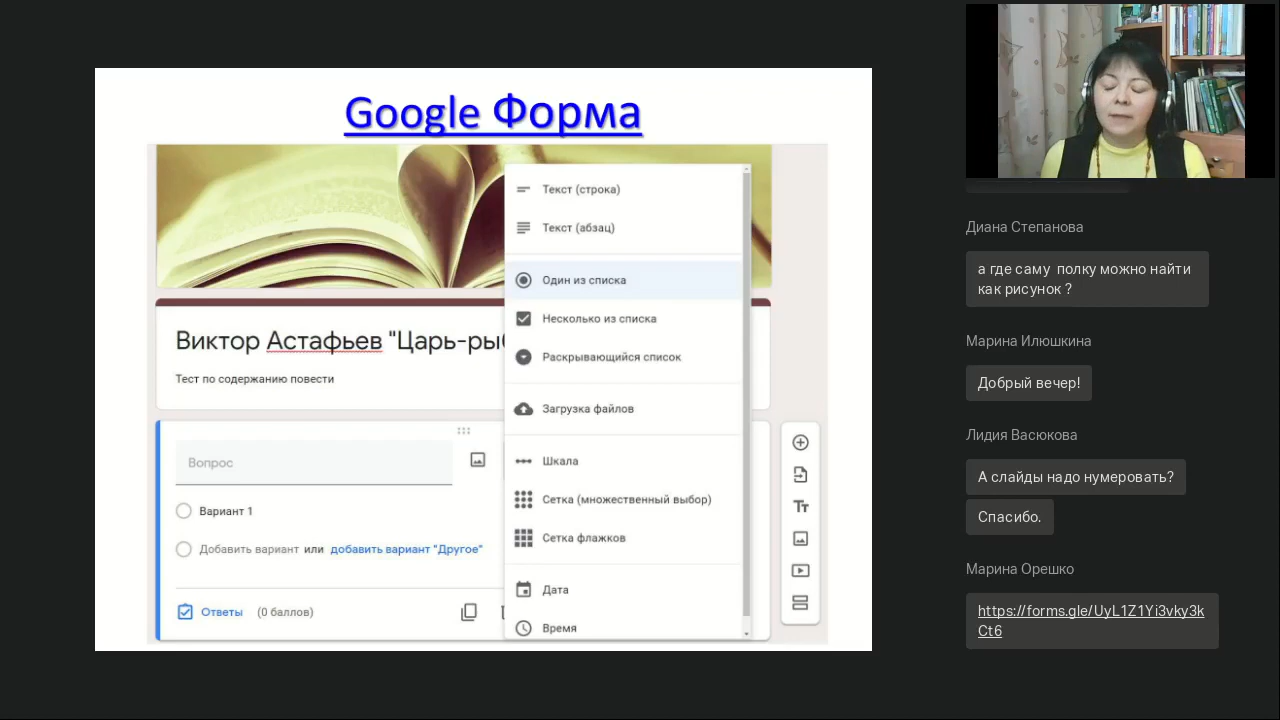 Google Форма
Текст (строка)
Текст (абзац)
Один из списка
Несколько из списка
Раскрывающийся список
Загрузка файлов
Шкала
Сетка (множественный выбор)
Сетка флажков
Дата
Время
Виктор Астафьев "Царь-ры
Тест по содержанию повести
Вопрос
Вариант 1
Добавить вариант или добавить вариант "Другое"
Ответы (0 баллов)
Tт
Диана Степанова
а где саму полку можно найти
как рисунок ?
Марина Илюшкина
Добрый вечер!
Лидия Васюкова
А слайды надо нумеровать?
Спасибо.
Марина Орешко
https://forms.gle/UyL1Z1Yi3vky3k
Ct6